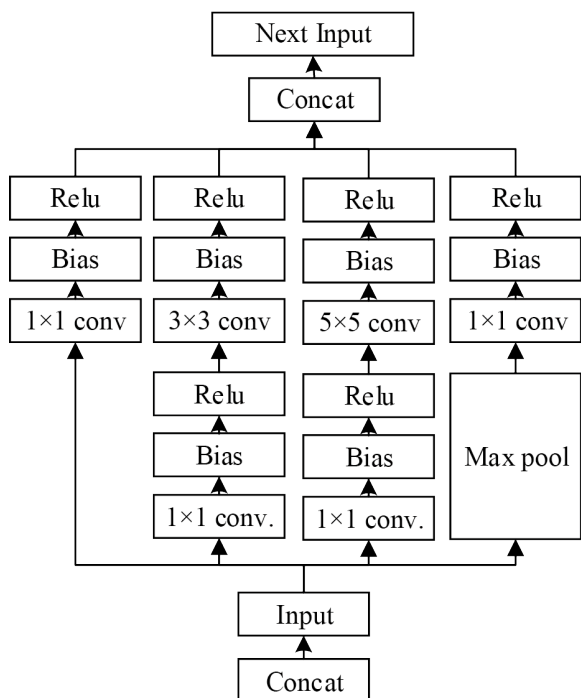 Next Input
Concat
Relu
Relu
Relu
Relu
Bias
Bias
Bias
Bias
1×1 conv
3×3 conv
5×5 conv
1×1 conv
Relu
Relu
Max pool
Bias
Bias
1×1 conv.
1×1 conv.
Input
Concat